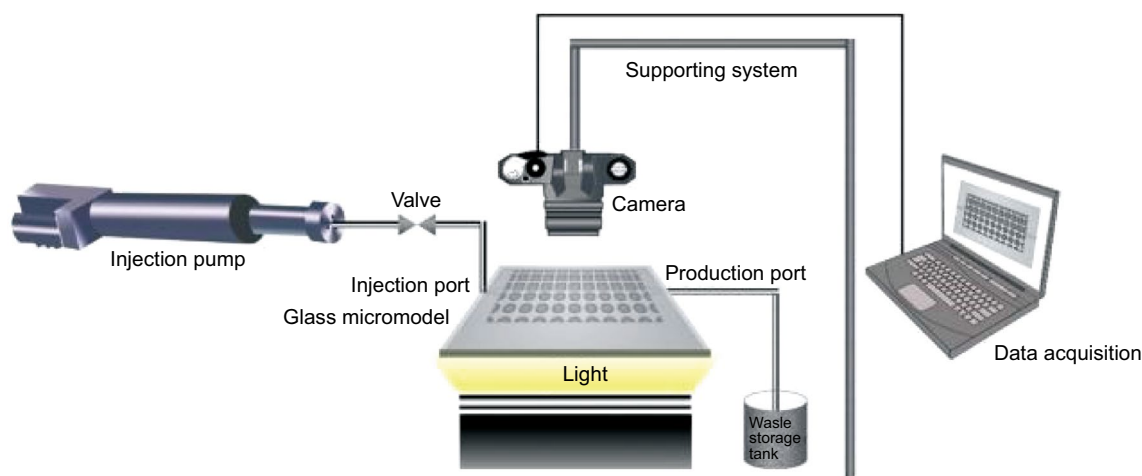 Supporting system
Valve
Camera
Injection pump
Injection port
Production port
Glass micromodel
Data acquisition
Light
Wasle
storage
tank